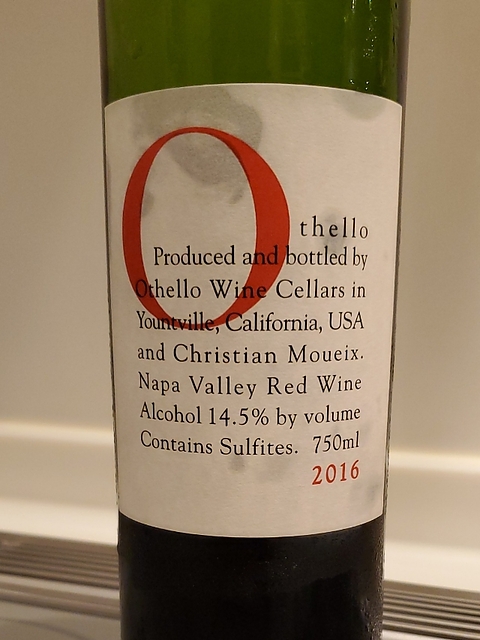 Othello
Produced and bottled by
Othello Wine Cellars in
Yountville, California, USA
and Christian Moueix.
Napa Valley Red Wine
Alcohol 14.5% by volume
Contains Sulfites. 750ml
2016